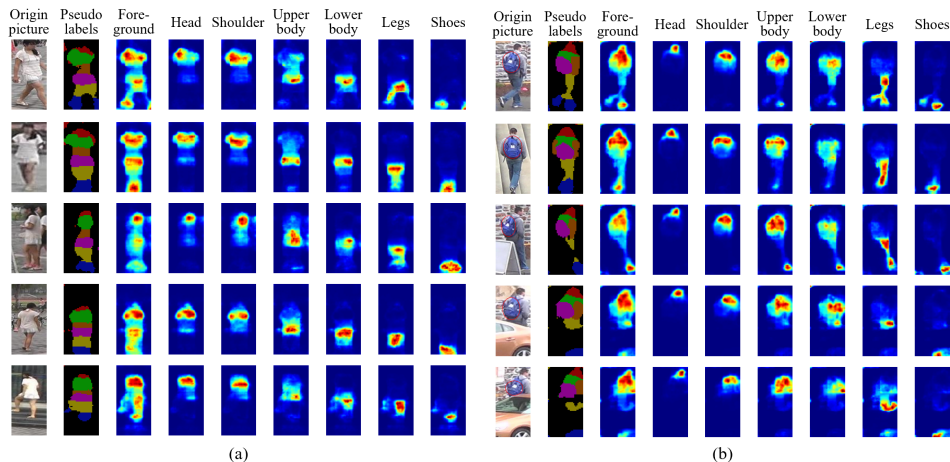 Origin picture Pseudo labels Fore-ground Head Shoulder Upper body Lower body Legs Shoes
Origin picture Pseudo labels Fore-ground Head Shoulder Upper body Lower body Legs Shoes
(a)
(b)